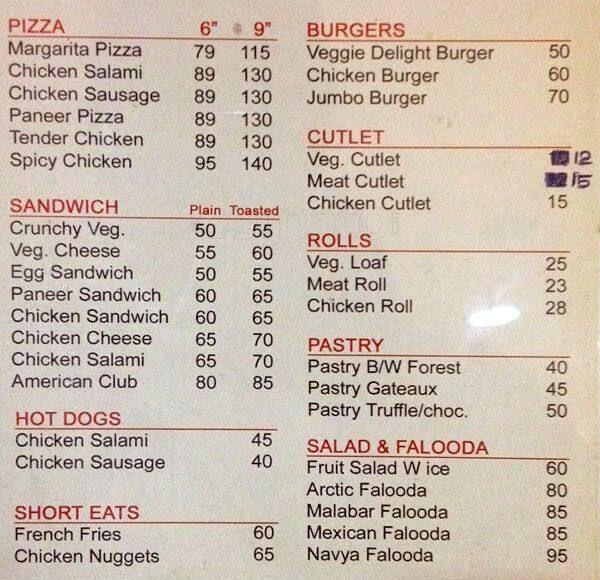 PIZZA 6" 9"
Margarita Pizza 79 115
Chicken Salami 89 130
Chicken Sausage 89 130
Paneer Pizza 89 130
Tender Chicken 89 130
Spicy Chicken 95 140
SANDWICH Plain Toasted
Crunchy Veg. 50 55
Veg. Cheese 55 60
Egg Sandwich 50 55
Paneer Sandwich 60 65
Chicken Sandwich 60 65
Chicken Cheese 65 70
Chicken Salami 65 70
American Club 80 85
HOT DOGS
Chicken Salami 45
Chicken Sausage 40
SHORT EATS
French Fries 60
Chicken Nuggets 65
BURGERS
Veggie Delight Burger 50
Chicken Burger 60
Jumbo Burger 70
CUTLET
Veg. Cutlet 12
Meat Cutlet 15
Chicken Cutlet 15
ROLLS
Veg. Loaf 25
Meat Roll 23
Chicken Roll 28
PASTRY
Pastry B/W Forest 40
Pastry Gateaux 45
Pastry Truffle/choc. 50
SALAD & FALOODA
Fruit Salad W ice 60
Arctic Falooda 80
Malabar Falooda 85
Mexican Falooda 85
Navya Falooda 95